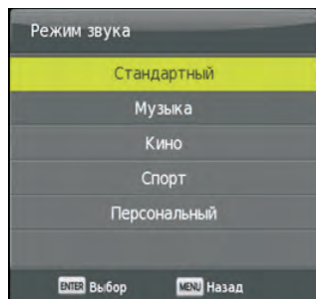 Режим звука
Стандартный
Музыка
Кино
Спорт
Персональный
ENTER Выбор MENU Назад